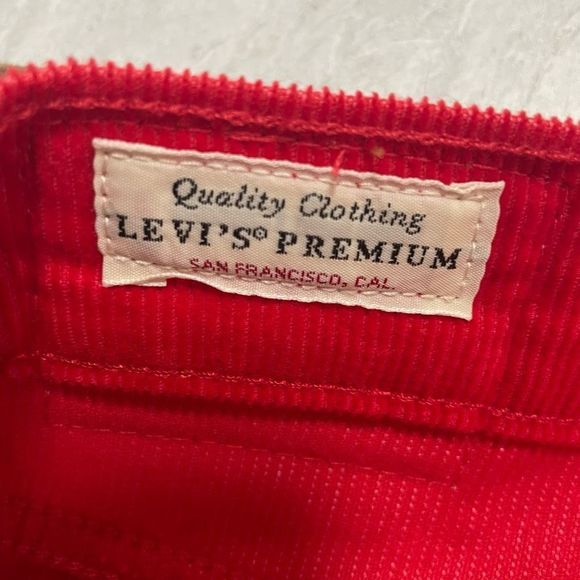 Quality Clothing
LEVI'S® PREMIUM
SAN FRANCISCO, CAL.